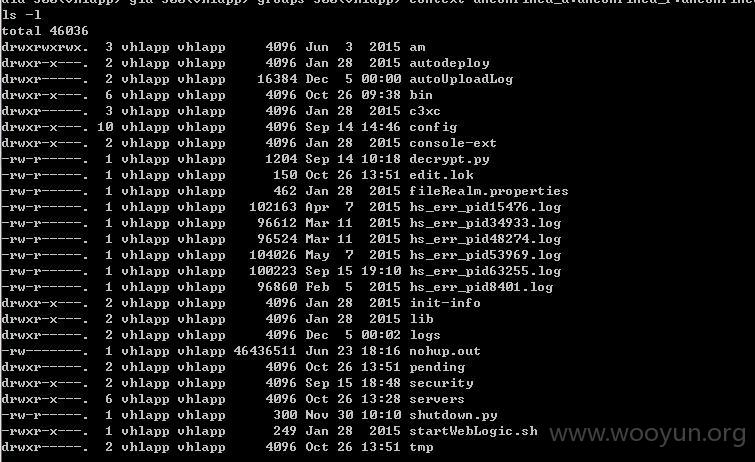 ls -l
total 46036
drwxrwxrwx.  3 vhlapp vhlapp     4096 Jun  3  2015 am
drwxr-x---.  2 vhlapp vhlapp     4096 Jan 28  2015 autodeploy
drwxr-----.  2 vhlapp vhlapp    16384 Dec  5 00:00 autoUploadLog
drwxr-x---.  6 vhlapp vhlapp     4096 Oct 26 09:38 bin
drwxr-----.  3 vhlapp vhlapp     4096 Jan 28  2015 c3xc
drwxr-x---. 10 vhlapp vhlapp     4096 Sep 14 14:46 config
drwxr-x---.  2 vhlapp vhlapp     4096 Jan 28  2015 console-ext
-rw-r-----.  1 vhlapp vhlapp     1204 Sep 14 10:18 decrypt.py
-rw-r-----.  1 vhlapp vhlapp      150 Oct 26 13:51 edit.lok
-rw-r-----.  1 vhlapp vhlapp      462 Jan 28  2015 fileRealm.properties
-rw-r-----.  1 vhlapp vhlapp   102163 Apr  7  2015 hs_err_pid15476.log
-rw-r-----.  1 vhlapp vhlapp    96612 Mar 11  2015 hs_err_pid34933.log
-rw-r-----.  1 vhlapp vhlapp    96524 Mar 11  2015 hs_err_pid48274.log
-rw-r-----.  1 vhlapp vhlapp   104026 May  7  2015 hs_err_pid53969.log
-rw-r-----.  1 vhlapp vhlapp   100223 Sep 15 19:10 hs_err_pid63255.log
-rw-r-----.  1 vhlapp vhlapp    96860 Feb  5  2015 hs_err_pid8401.log
drwxr-x---.  2 vhlapp vhlapp     4096 Jan 28  2015 init-info
drwxr-x---.  2 vhlapp vhlapp     4096 Jan 28  2015 lib
drwxr-----.  2 vhlapp vhlapp     4096 Dec  5 00:02 logs
-rw-------.  1 vhlapp vhlapp 46436511 Jun 23 18:16 nohup.out
drwxr-----.  2 vhlapp vhlapp     4096 Oct 26 13:51 pending
drwxr-x---.  2 vhlapp vhlapp     4096 Sep 15 18:48 security
drwxr-x---.  6 vhlapp vhlapp     4096 Oct 26 13:28 servers
-rw-r-----.  1 vhlapp vhlapp      300 Nov 30 10:10 shutdown.py
-rwxr-x---.  1 vhlapp vhlapp      249 Jan 28  2015 startWebLogic.sh
drwxr-x---.  2 vhlapp vhlapp     4096 Oct 26 13:51 tmp
www.wooyun.org